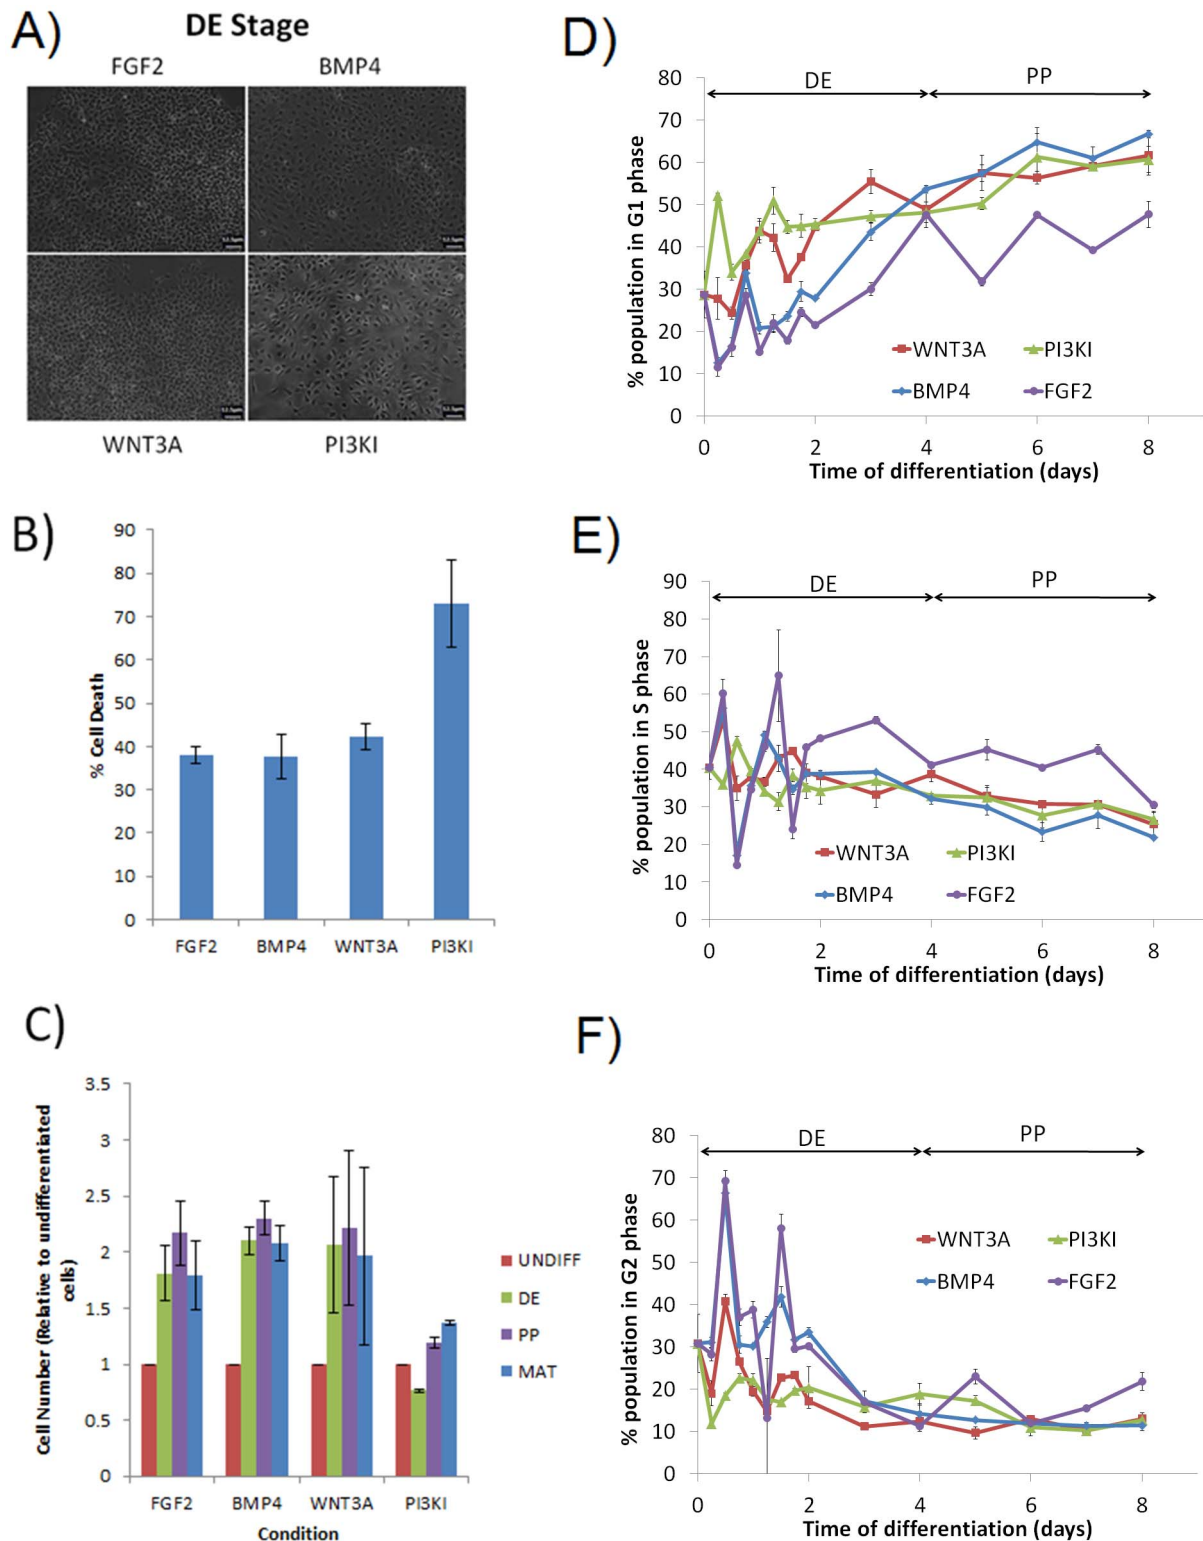 A)
DE Stage
FGF2 BMP4
WNT3A PI3KI
B)
% Cell Death
90
80
70
60
50
40
30
20
10
0
FGF2 BMP4 WNT3A PI3KI
C)
Cell Number (Relative to undifferentiated
cells)
3.5
3
2.5
2
1.5
1
0.5
0
FGF2 BMP4 WNT3A PI3KI
Condition
UNDIFF
DE
PP
MAT
D)
% population in G1 phase
80
70
60
50
40
30
20
10
0
DE PP
WNT3A PI3KI
BMP4 FGF2
0 2 4 6 8
Time of differentiation (days)
E)
% population in S phase
90
80
70
60
50
40
30
20
10
0
DE PP
WNT3A PI3KI
BMP4 FGF2
0 2 4 6 8
Time of differentiation (days)
F)
% population in G2 phase
80
70
60
50
40
30
20
10
0
DE PP
WNT3A PI3KI
BMP4 FGF2
0 2 4 6 8
Time of differentiation (days)